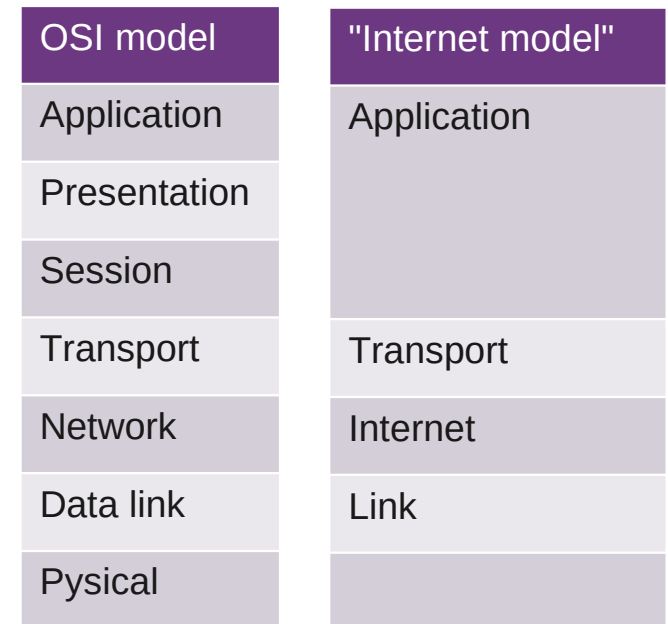 OSI model
Application
Presentation
Session
Transport
Network
Data link
Pysical
"Internet model"
Application
Transport
Internet
Link